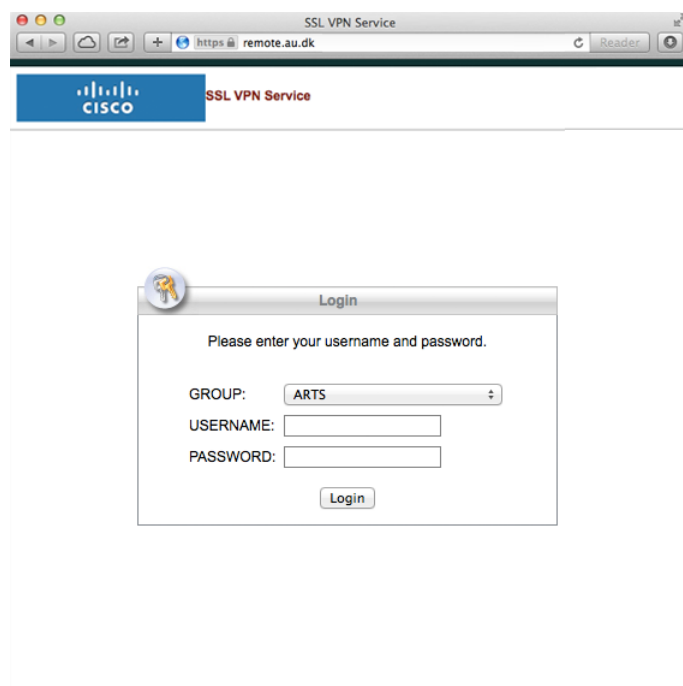 SSL VPN Service
https remote.au.dk Reader
CISCO SSL VPN Service
Login
Please enter your username and password.
GROUP: ARTS
USERNAME:
PASSWORD:
Login